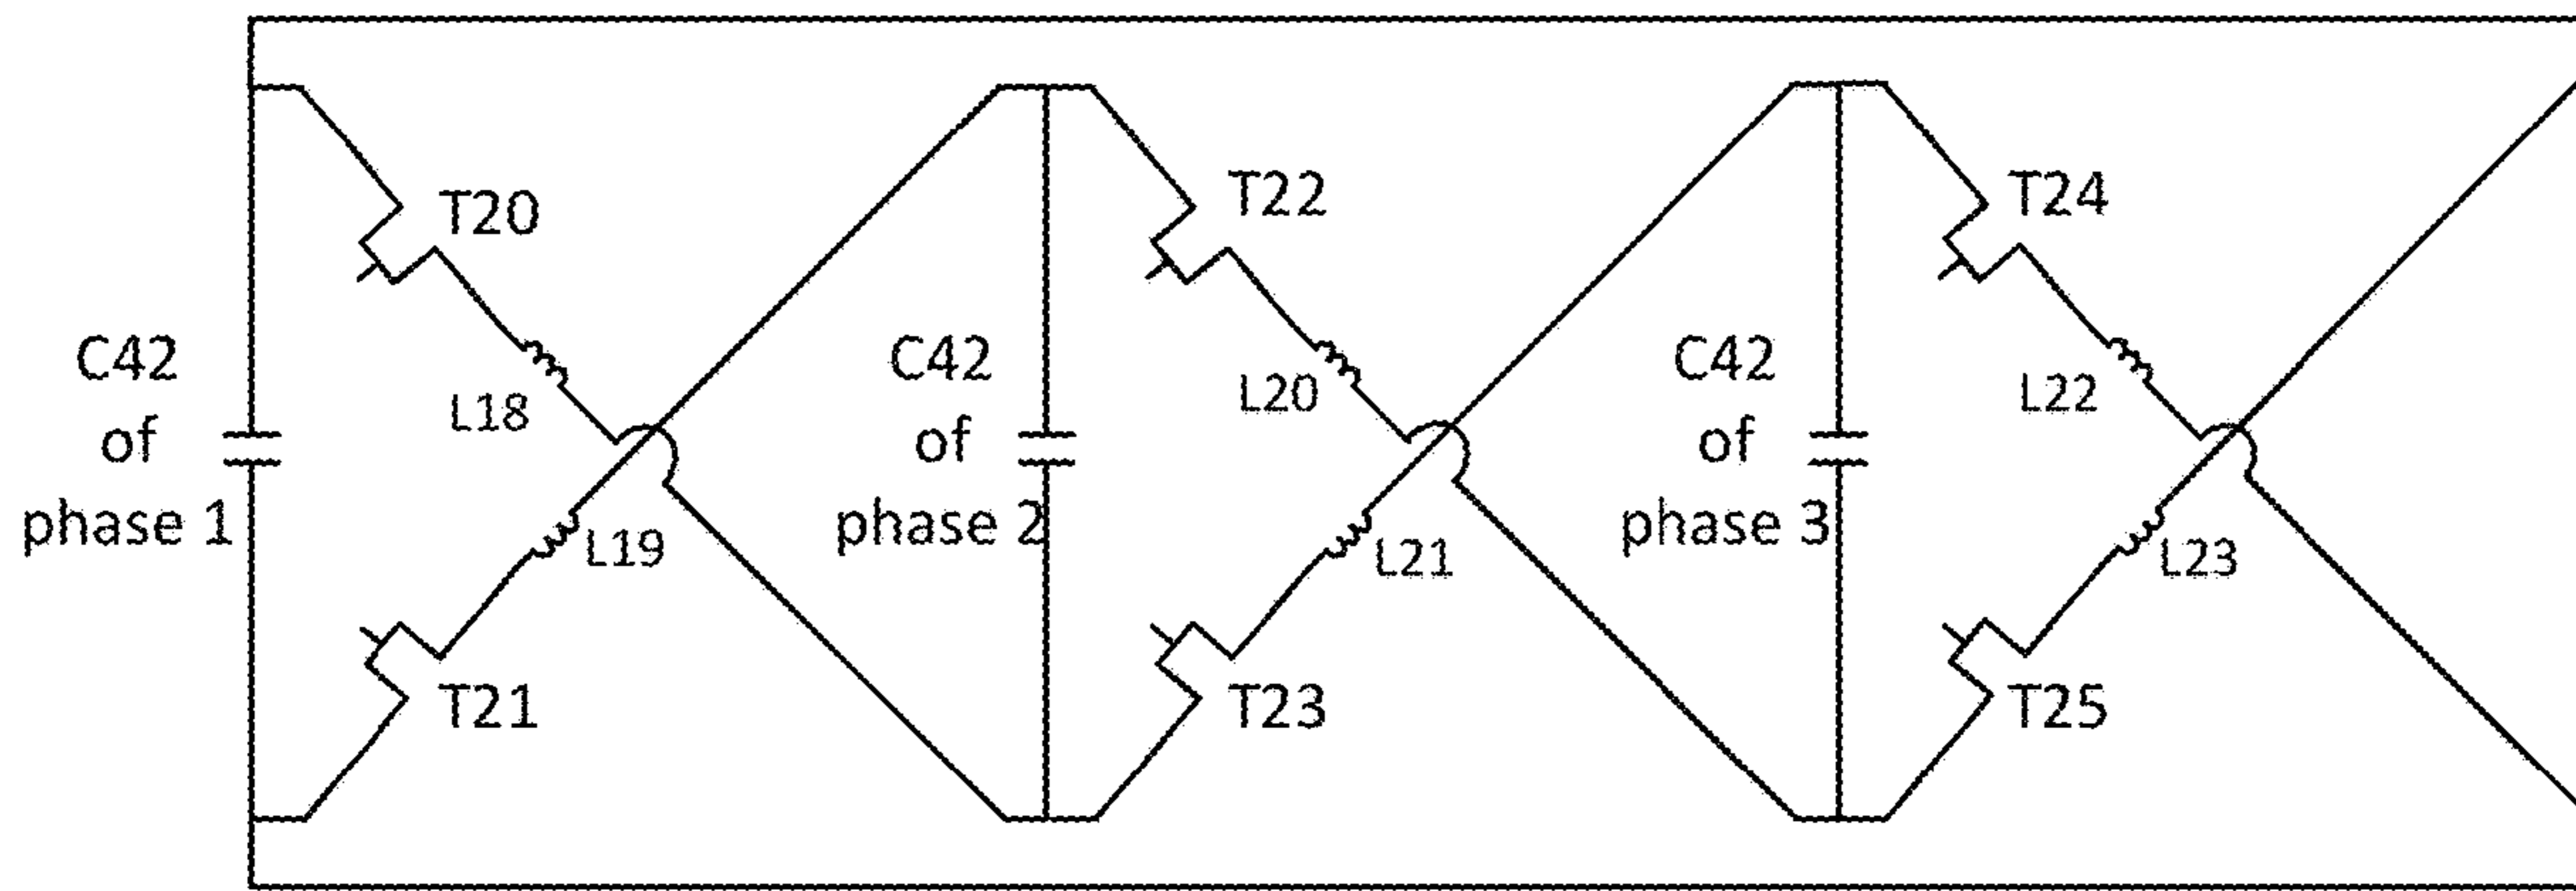 T20
L18
L19
T21
C42
of
phase 1
T22
L20
L21
T23
C42
of
phase 2
T24
L22
L23
T25
C42
of
phase 3